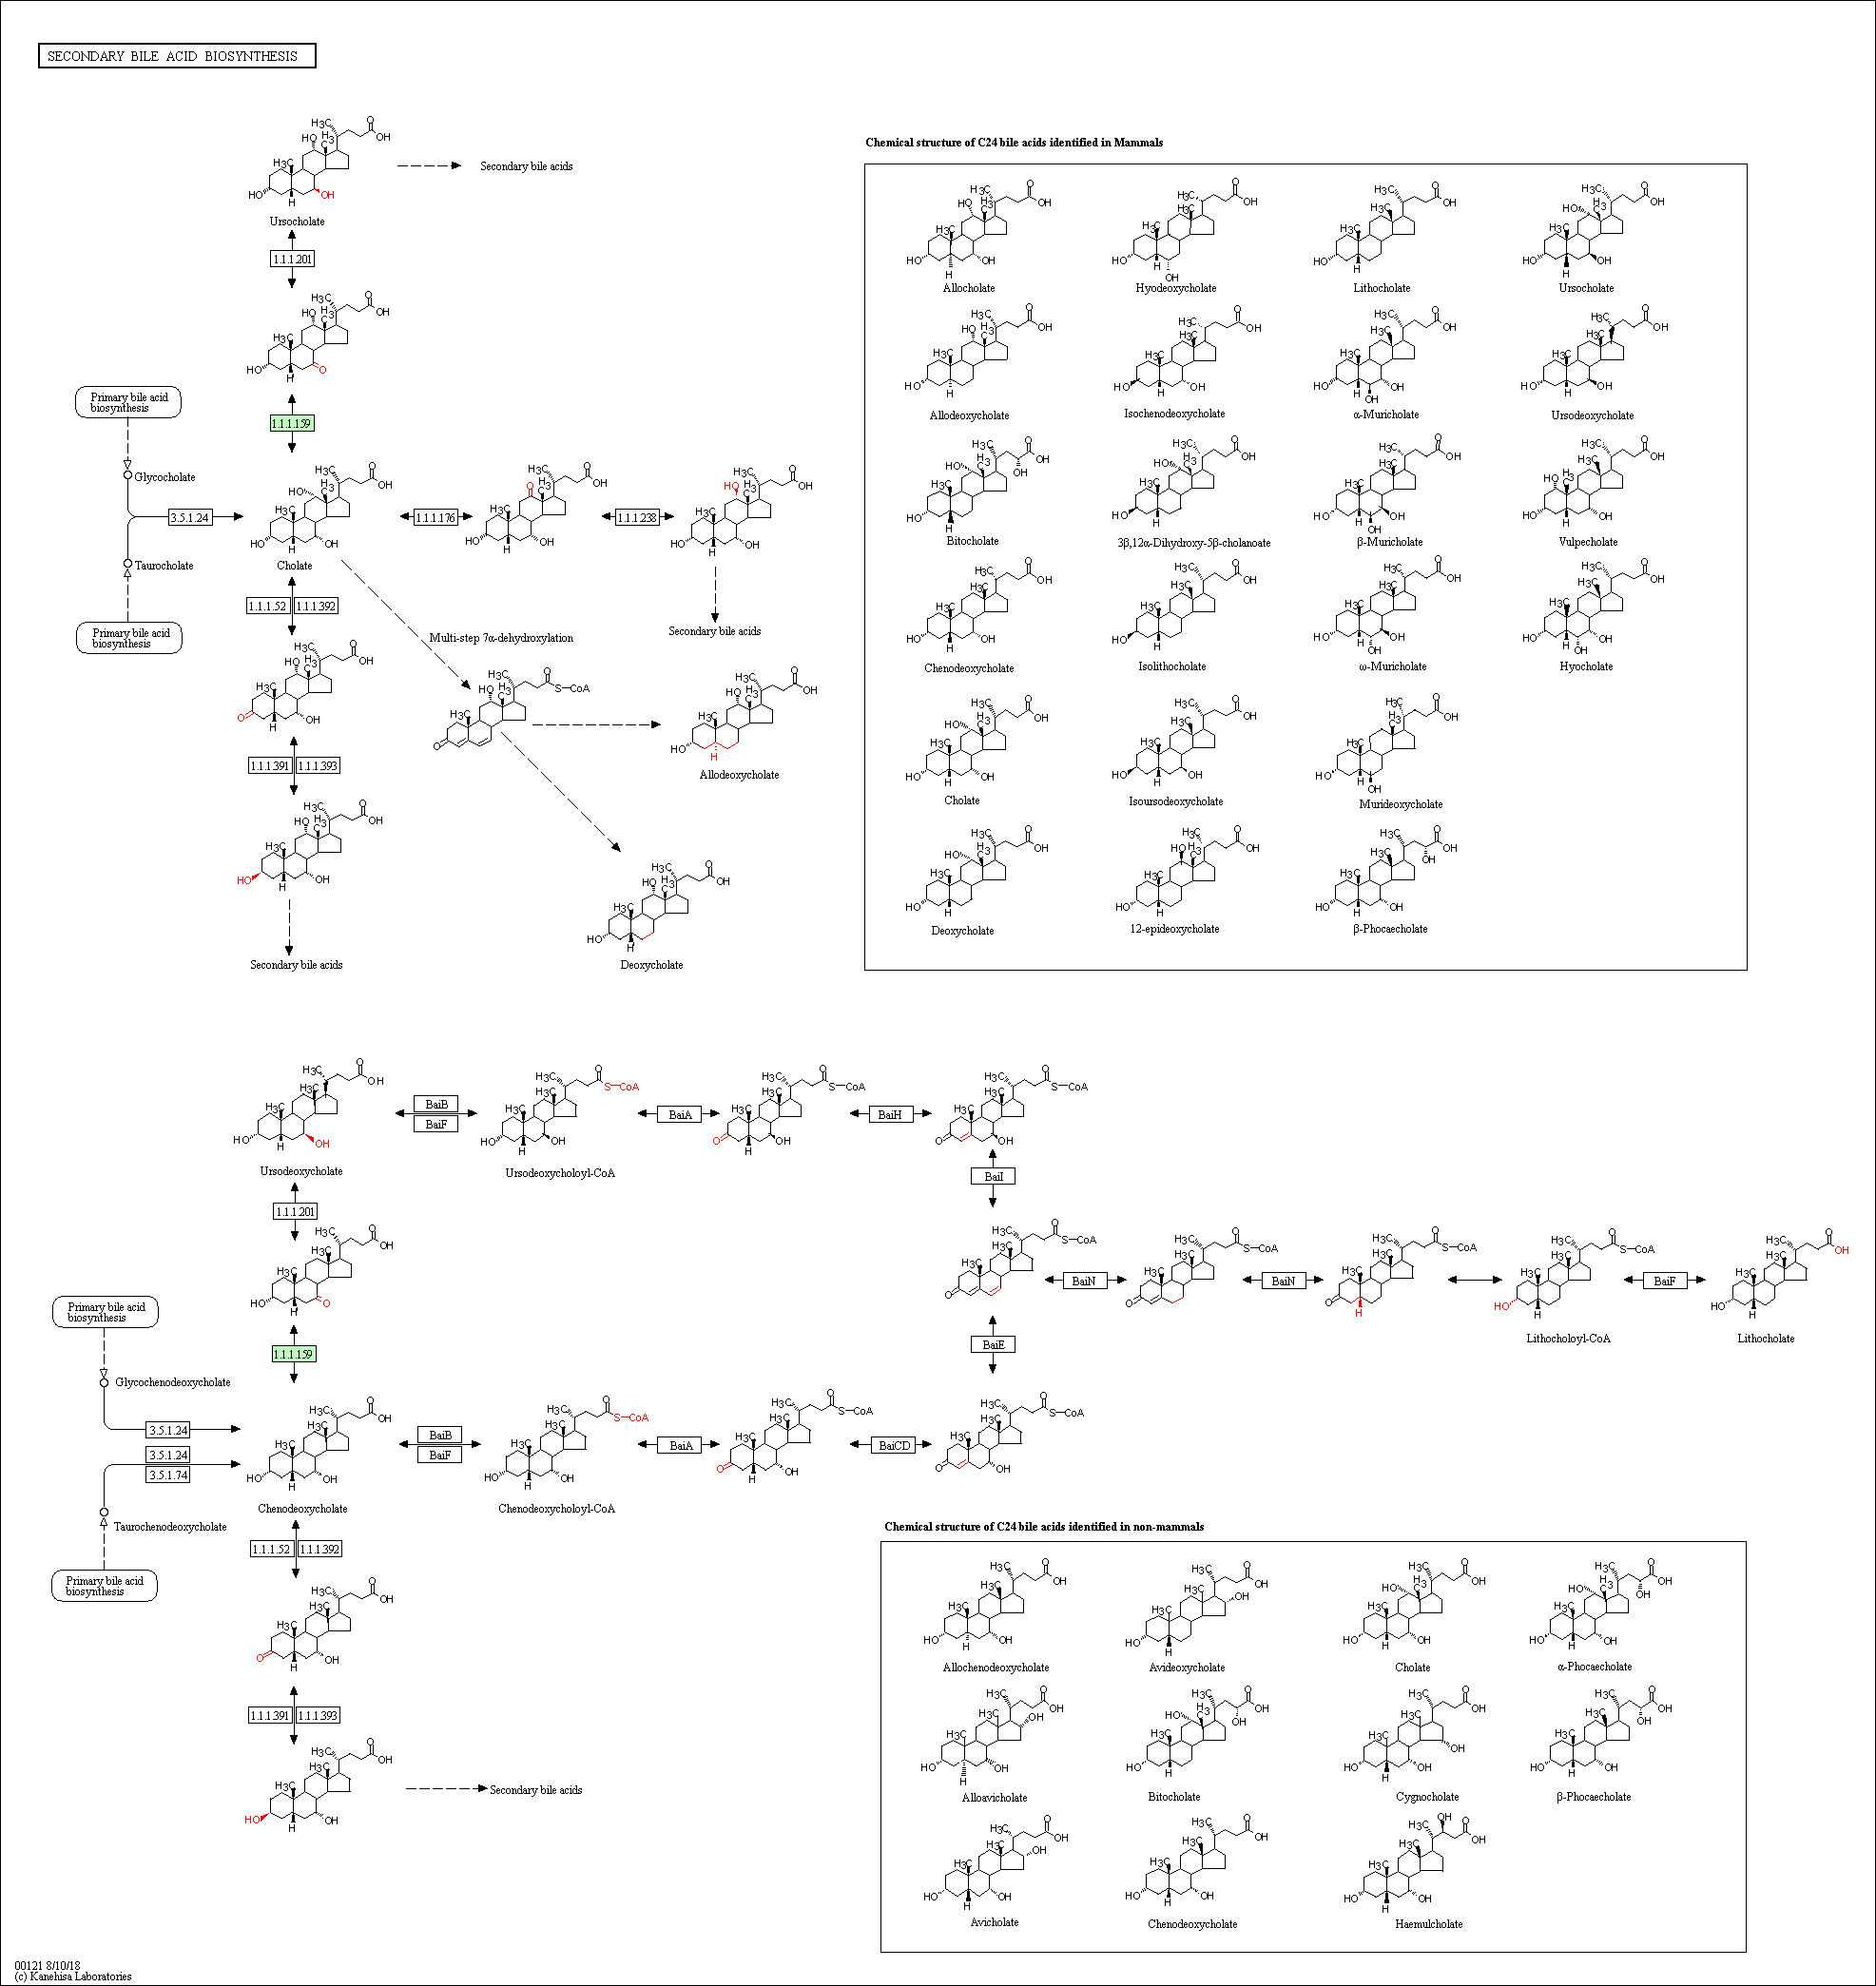 SECONDARY BILE ACID BIOSYNTHESIS
Secondary bile acids
Ursocholate
1.1.1.201
1.1.1.159
Primary bile acid
biosynthesis
Glycocholate
3.5.1.24
Taurocholate
Primary bile acid
biosynthesis
Cholate
1.1.1.176
1.1.1.238
Secondary bile acids
1.1.1.52
1.1.1.392
Multi-step 7α-dehydroxylation
1.1.1.391
1.1.1.393
Allodeoxycholate
Deoxycholate
Secondary bile acids
Chemical structure of C24 bile acids identified in Mammals
Allocholate
Hyodeoxycholate
Lithocholate
Ursocholate
Allodeoxycholate
Isochenodeoxycholate
α-Muricholate
Ursodeoxycholate
Bitocholate
3β,12α-Dihydroxy-5β-cholanoate
β-Muricholate
Vulpecholate
Chenodeoxycholate
Isolithocholate
ω-Muricholate
Hyocholate
Cholate
Isoursodeoxycholate
Murideoxycholate
Deoxycholate
12-epideoxycholate
β-Phocaecholate
Ursodeoxycholate
BaiB
BaiF
Ursodeoxycholoyl-CoA
BaiA
BaiH
BaiI
1.1.1.201
BaiN
BaiN
BaiF
Lithocholoyl-CoA
Lithocholate
BaiE
1.1.1.159
Primary bile acid
biosynthesis
Glycochenodeoxycholate
3.5.1.24
3.5.1.24
3.5.1.74
Taurochenodeoxycholate
Primary bile acid
biosynthesis
Chenodeoxycholate
BaiB
BaiF
Chenodeoxycholoyl-CoA
BaiA
BaiCD
1.1.1.52
1.1.1.392
1.1.1.391
1.1.1.393
Secondary bile acids
Chemical structure of C24 bile acids identified in non-mammals
Allochenodeoxycholate
Avideoxycholate
Cholate
α-Phocaecholate
Alloavicholate
Bitocholate
Cygnocholate
β-Phocaecholate
Avicholate
Chenodeoxycholate
Haemulcholate
00121 8/10/18
(c) Kanehisa Laboratories